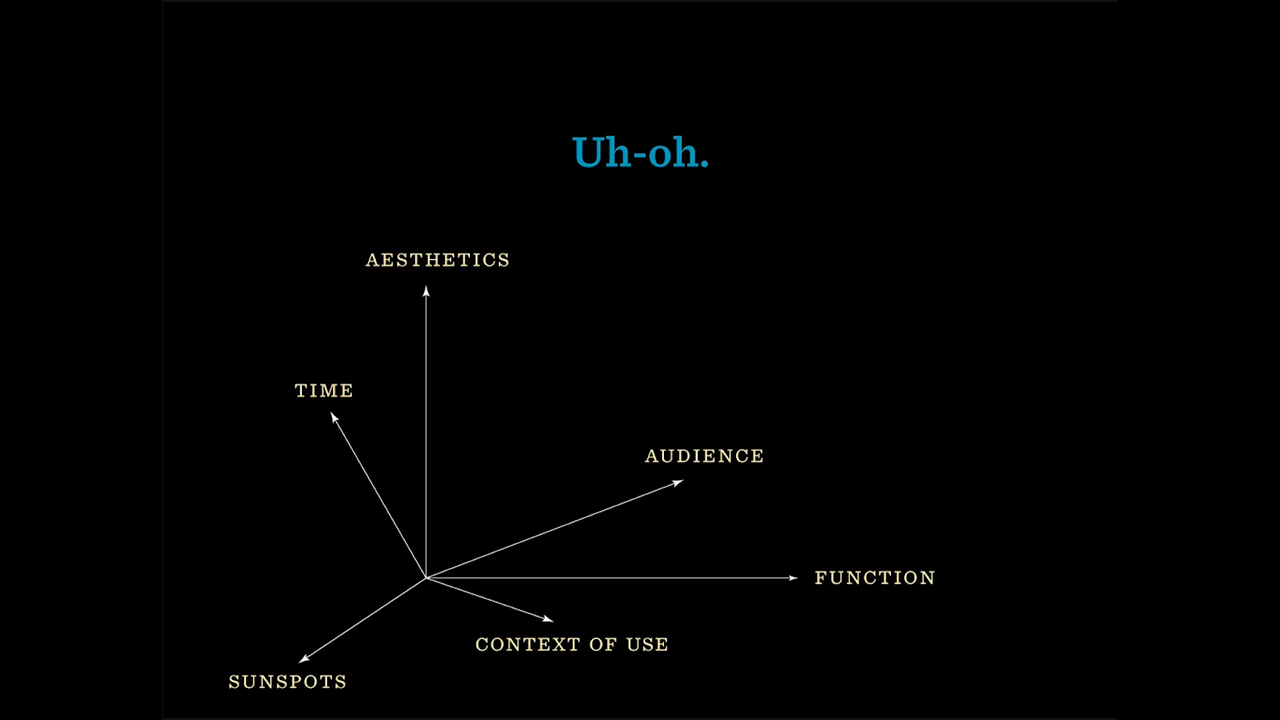 Uh-oh.
AESTHETICS
TIME
AUDIENCE
FUNCTION
CONTEXT OF USE
SUNSPOTS